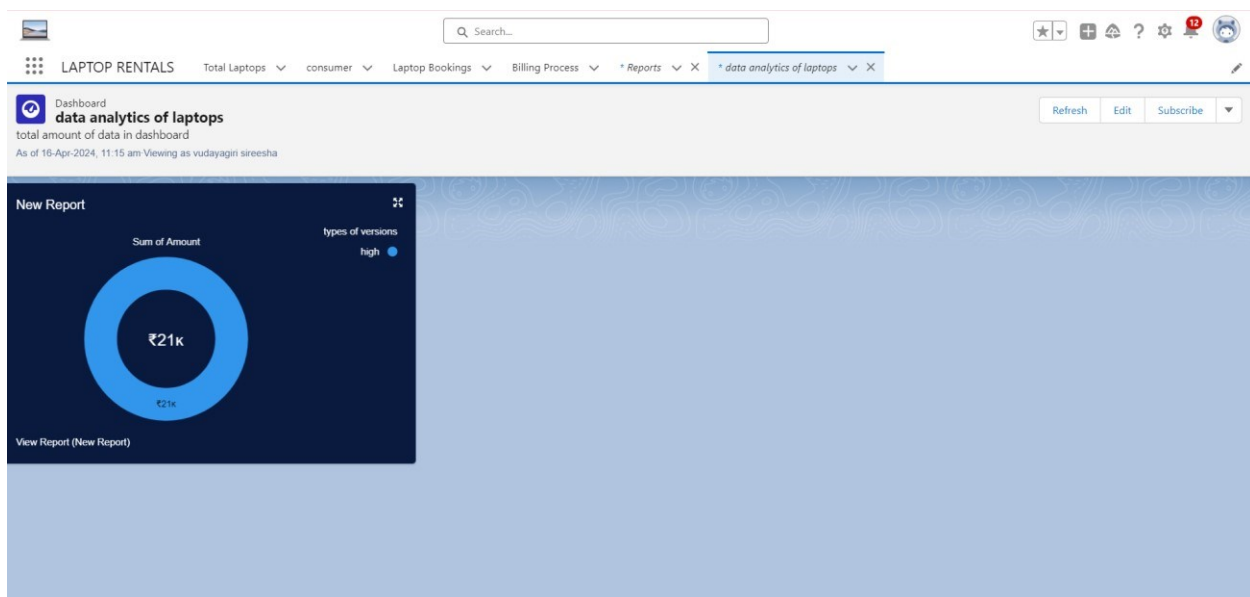 Search...
12
LAPTOP RENTALS Total Laptops consumer Laptop Bookings Billing Process * Reports * data analytics of laptops
Dashboard
data analytics of laptops
total amount of data in dashboard
As of 16-Apr-2024, 11:15 am·Viewing as vudayagiri sireesha
Refresh Edit Subscribe
New Report
Sum of Amount
types of versions
high
₹21K
₹21K
View Report (New Report)